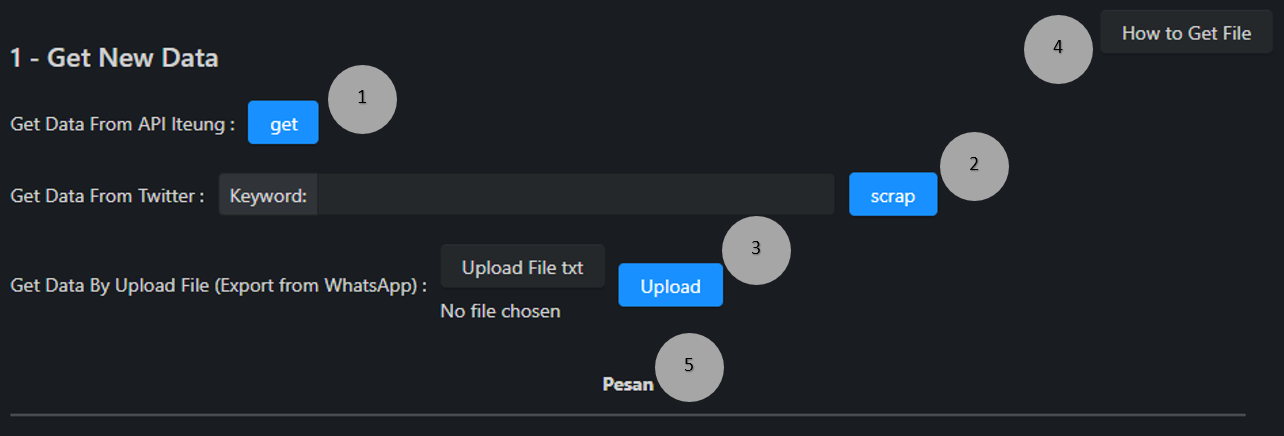 How to Get File
4
1 - Get New Data
1
Get Data From API Iteung : get
2
Get Data From Twitter : Keyword: scrap
3
Upload File txt
Get Data By Upload File (Export from WhatsApp) : Upload
No file chosen
5
Pesan